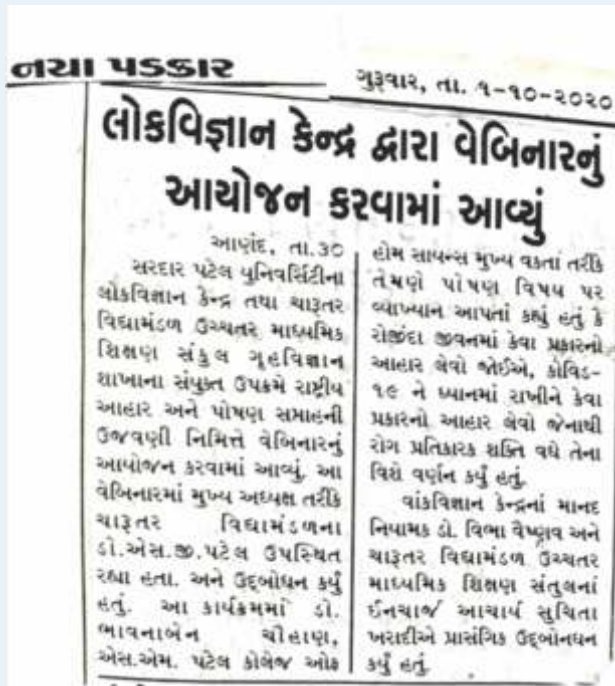 નયા પડકાર
ગુરૂવાર, તા. ૧-૧૦-૨૦૨૦
લોકવિજ્ઞાન કેન્દ્ર દ્વારા વેબિનારનું
આયોજન કરવામાં આવ્યું
આણંદ, તા.૩૦
સરદાર પટેલ યુનિવર્સિટીના
લોકવિજ્ઞાન કેન્દ્ર તથા ચારૂતર
વિદ્યામંડળ ઉચ્ચતર માધ્યમિક
શિક્ષણ સંકુલ ગૃહવિજ્ઞાન
શાખાના સંયુક્ત ઉપક્રમે રાષ્ટ્રીય
આહાર અને પોષણ સપ્તાહની
ઉજવણી નિમિત્તે વેબિનારનું
આયોજન કરવામાં આવ્યું. આ
વેબિનારમાં મુખ્ય અધ્યક્ષ તરીકે
ચારૂતર વિદ્યામંડળના
ડો.એસ.જી.પટેલ ઉપસ્થિત
રહ્યા હતા. અને ઉદ્‌બોધન કર્યું
હતું. આ કાર્યક્રમમાં ડો.
ભાવનાબેન ચૌહાણ,
એસ.એમ. પટેલ કોલેજ ઓફ
હોમ સાયન્સ મુખ્ય વકતાં તરીકે
તેમણે પોષણ વિષય પર
વ્યાખ્યાન આપતાં કહ્યું હતું કે
રોજીંદા જીવનમાં કેવા પ્રકારનો
આહાર લેવો જોઈએ, કોવિડ-
૧૯ ને ધ્યાનમાં રાખીને કેવા
પ્રકારનો આહાર લેવો જેનાથી
રોગ પ્રતિકારક શક્તિ વધે તેના
વિશે વર્ણન કર્યું હતું.
વાંકવિજ્ઞાન કેન્દ્રનાં માનદ
નિયામક ડો. વિભા વૈષ્ણવ અને
ચારૂતર વિદ્યામંડળ ઉચ્ચતર
માધ્યમિક શિક્ષણ સંતુલનાં
ઈનચાર્જ આચાર્ય સુચિતા
ખરાદીએ પ્રાસંગિક ઉદ્‌બોનધન
કર્યું હતું.